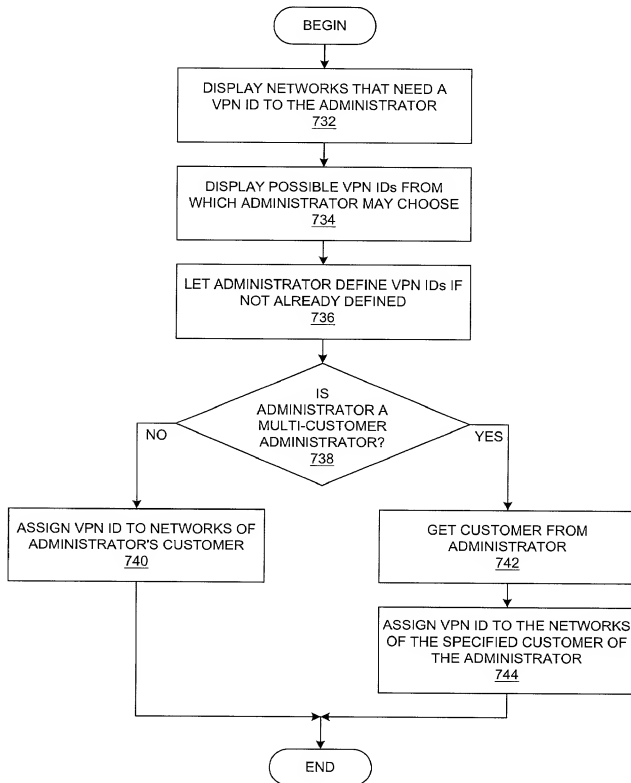 BEGIN
DISPLAY NETWORKS THAT NEED A
VPN ID TO THE ADMINISTRATOR
732
DISPLAY POSSIBLE VPN IDs FROM
WHICH ADMINISTRATOR MAY CHOOSE
734
LET ADMINISTRATOR DEFINE VPN IDs IF
NOT ALREADY DEFINED
736
IS
ADMINISTRATOR A
MULTI-CUSTOMER
ADMINISTRATOR?
738
NO
YES
ASSIGN VPN ID TO NETWORKS OF
ADMINISTRATOR'S CUSTOMER
740
GET CUSTOMER FROM
ADMINISTRATOR
742
ASSIGN VPN ID TO THE NETWORKS
OF THE SPECIFIED CUSTOMER OF
THE ADMINISTRATOR
744
END